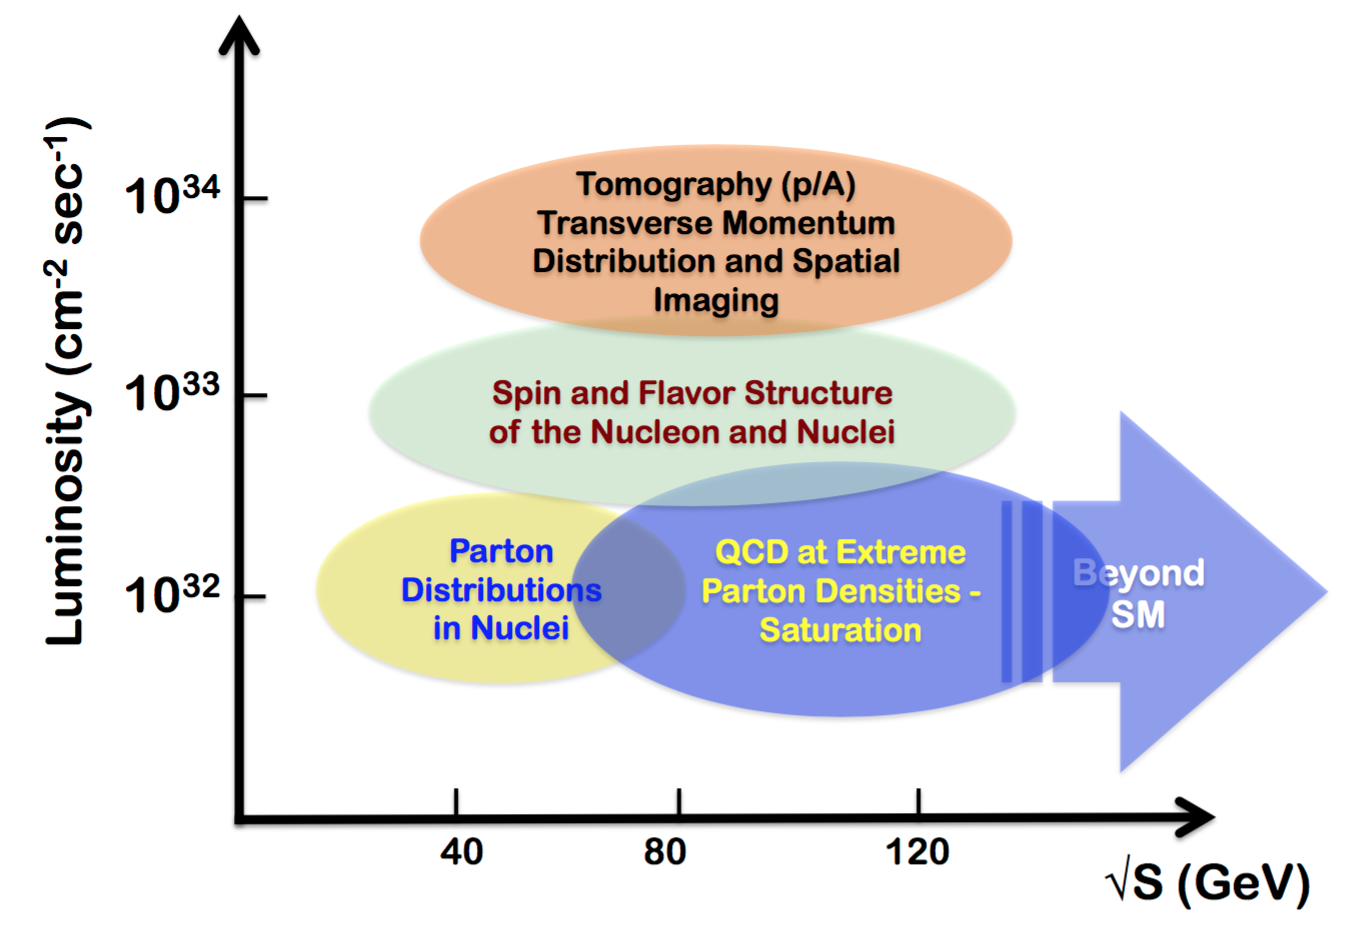 Luminosity (cm-2 sec-1)
10³⁴
10³³
10³²
Tomography (p/A)
Transverse Momentum
Distribution and Spatial
Imaging
Spin and Flavor Structure
of the Nucleon and Nuclei
Parton
Distributions
in Nuclei
QCD at Extreme
Parton Densities -
Saturation
Beyond
SM
40
80
120
√S (GeV)